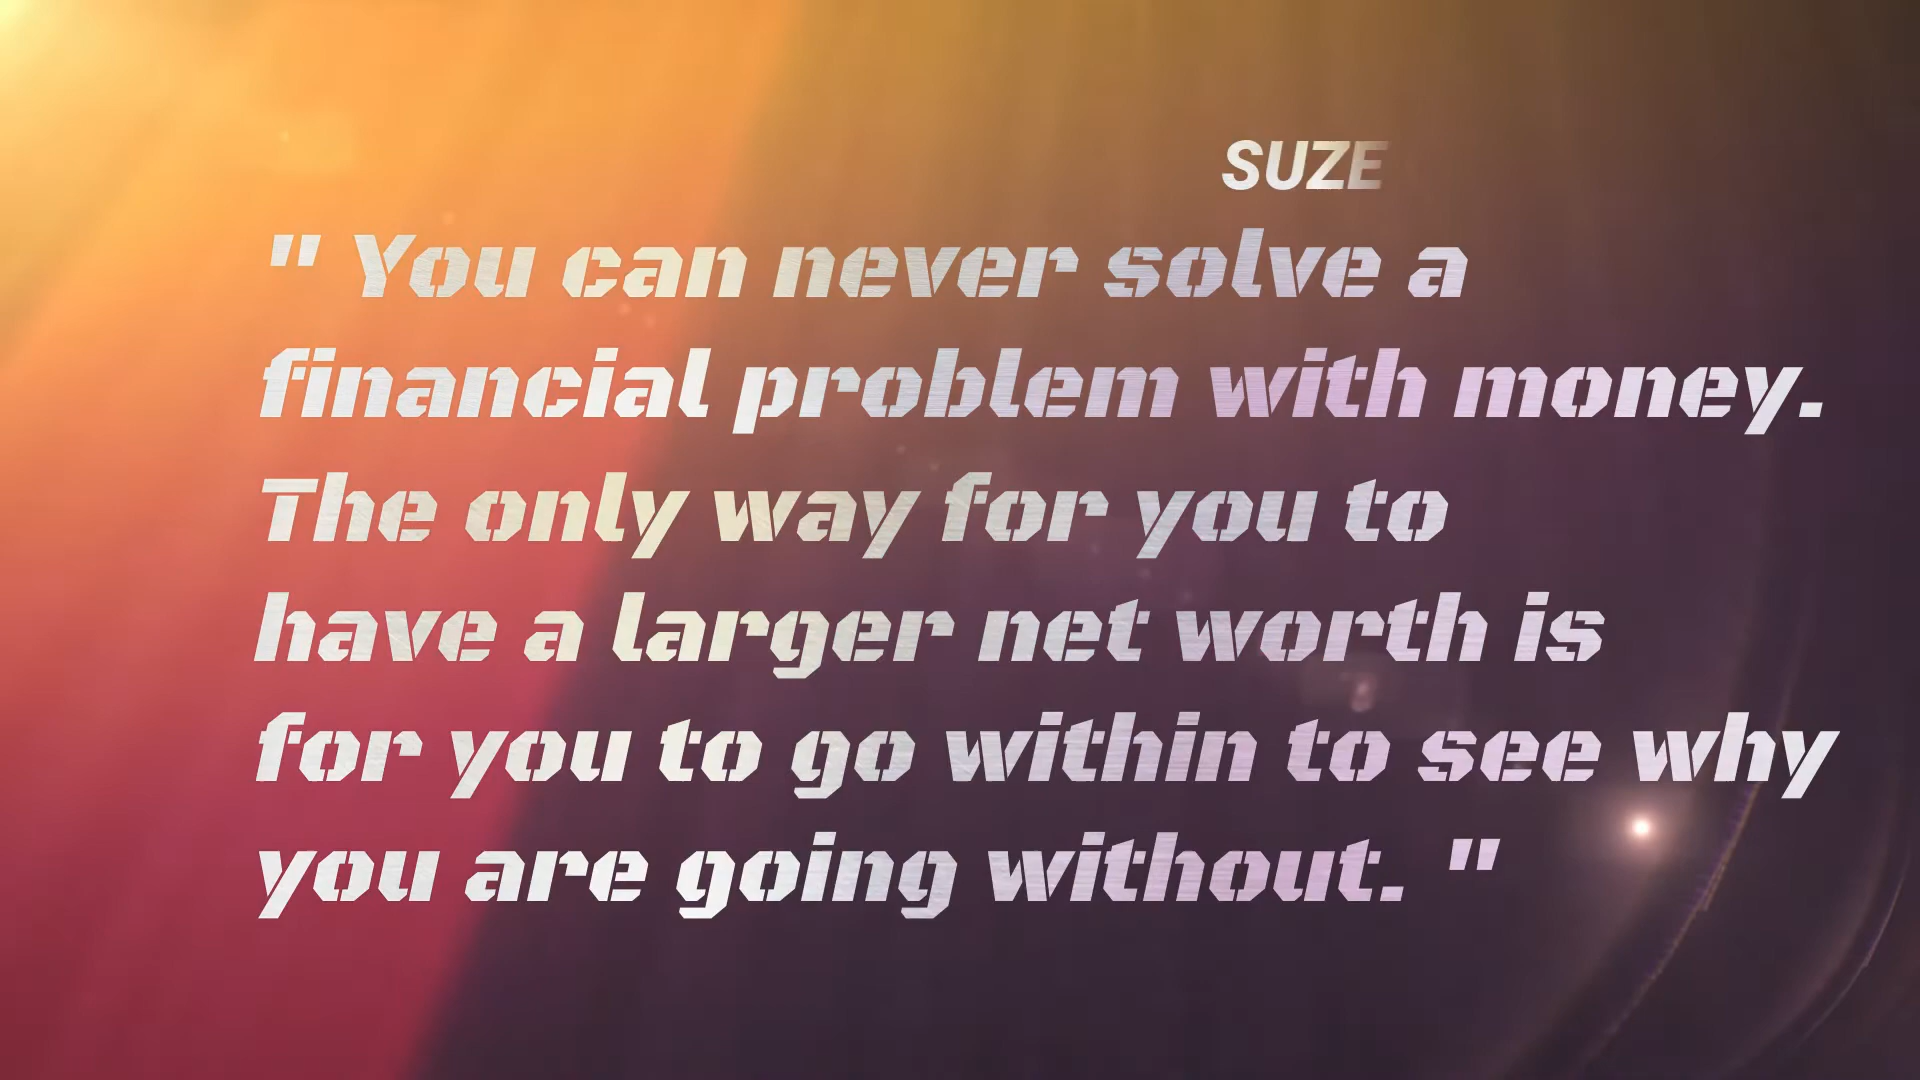 SUZE
" You can never solve a
financial problem with money.
The only way for you to
have a larger net worth is
for you to go within to see why
you are going without. "